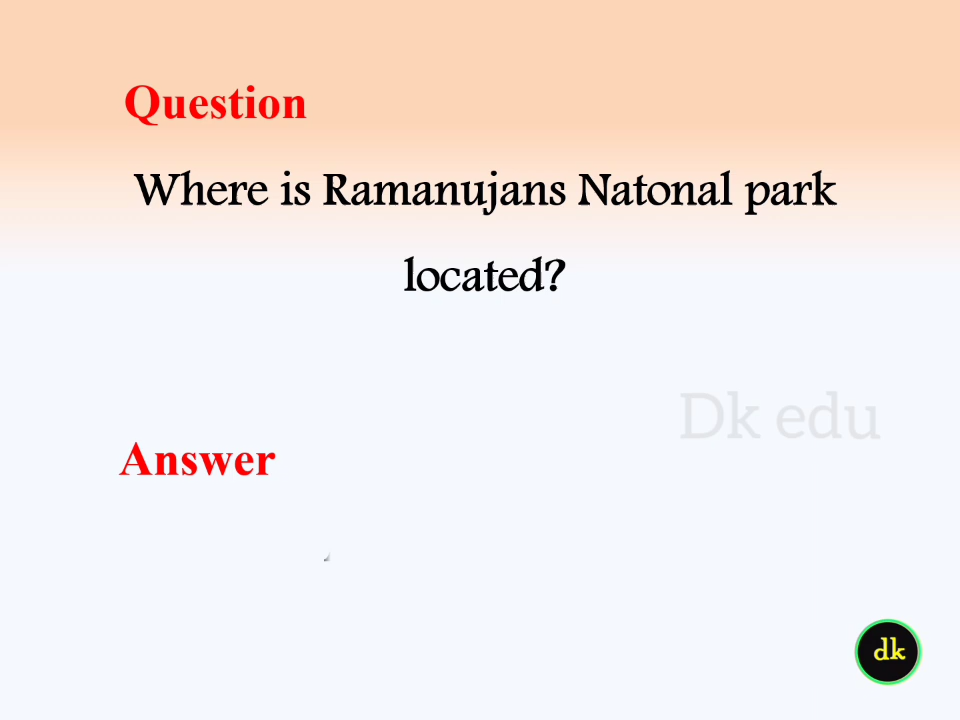 Question
Where is Ramanujans Natonal park
located?
Dk edu
Answer
dk